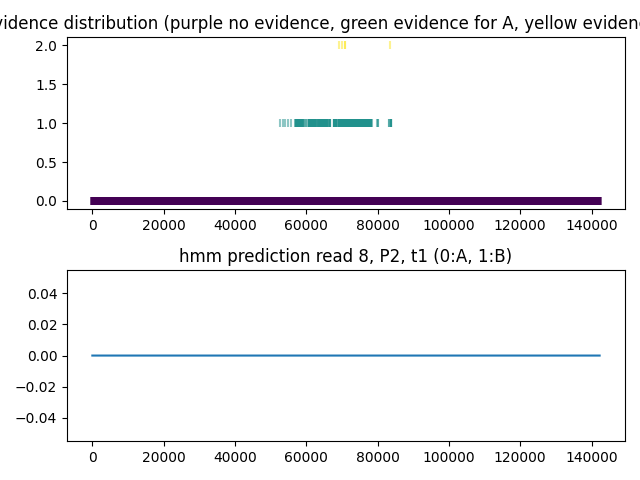 vidence distribution (purple no evidence, green evidence for A, yellow eviden
2.0
1.5
1.0
0.5
0.0
0 20000 40000 60000 80000 100000 120000 140000
hmm prediction read 8, P2, t1 (0:A, 1:B)
0.04
0.02
0.00
−0.02
−0.04
0 20000 40000 60000 80000 100000 120000 140000